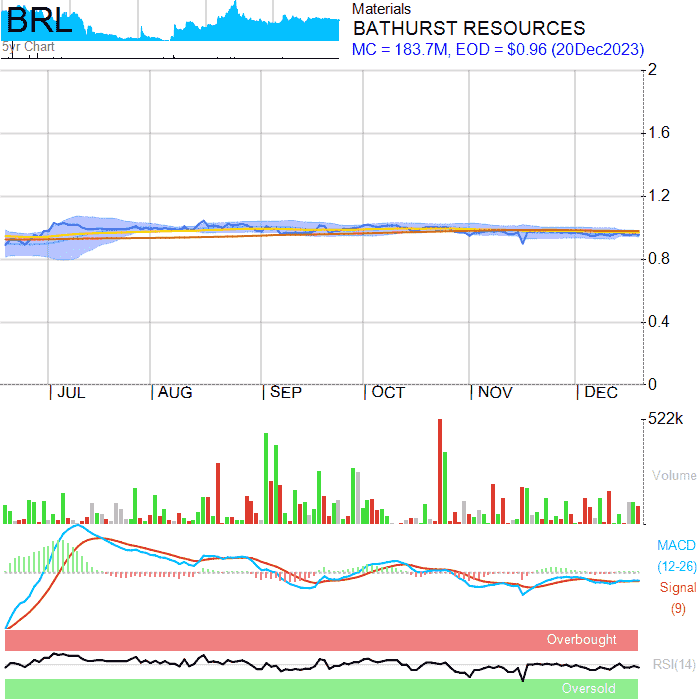 BRL
5yr Chart
Materials
BATHURST RESOURCES
MC = 183.7M, EOD = $0.96 (20Dec2023)
2
1.6
1.2
0.8
0.4
0
JUL
AUG
SEP
OCT
NOV
DEC
522k
Volume
MACD
(12-26)
Signal
(9)
Overbought
RSI(14)
Oversold